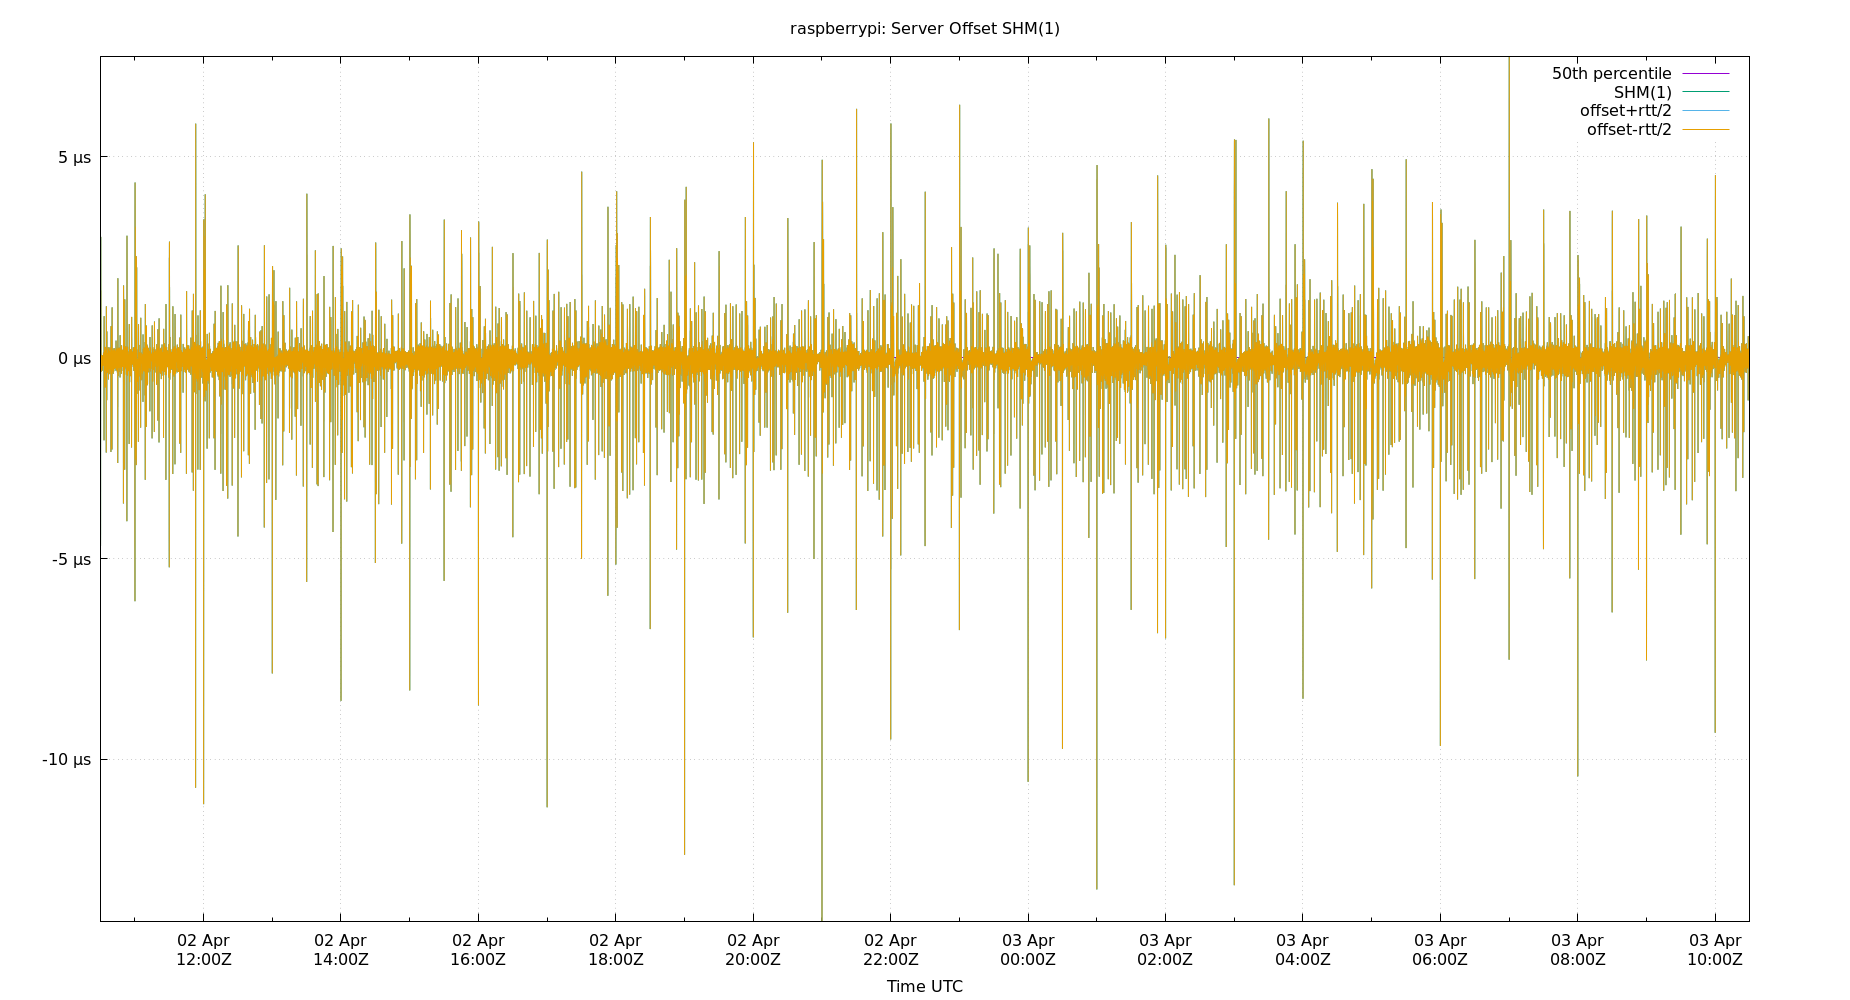 raspberrypi: Server Offset SHM(1)
50th percentile
SHM(1)
offset+rtt/2
offset-rtt/2
5 µs
0 µs
-5 µs
-10 µs
02 Apr 02 Apr 02 Apr 02 Apr 02 Apr 02 Apr 03 Apr 03 Apr 03 Apr 03 Apr 03 Apr 03 Apr
12:00Z 14:00Z 16:00Z 18:00Z 20:00Z 22:00Z 00:00Z 02:00Z 04:00Z 06:00Z 08:00Z 10:00Z
Time UTC